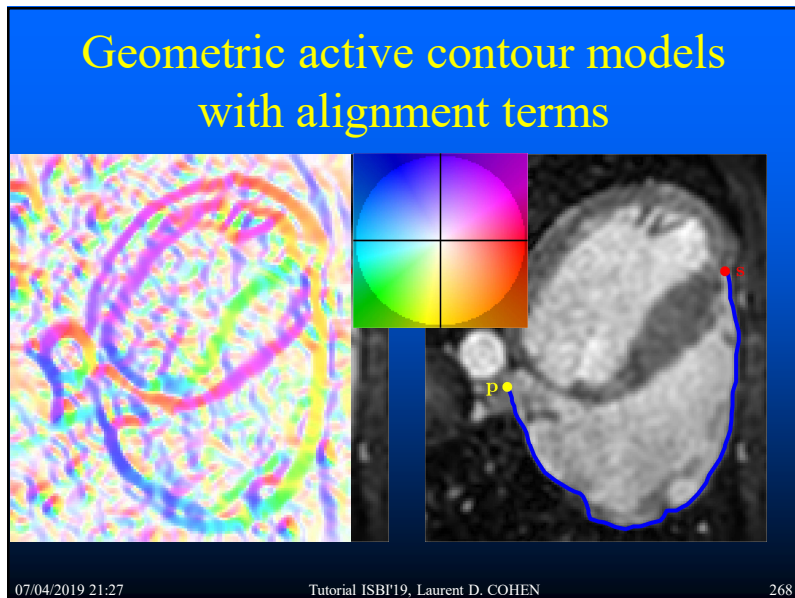 Geometric active contour models
with alignment terms
s
p
07/04/2019 21:27
Tutorial ISBI'19, Laurent D. COHEN
268